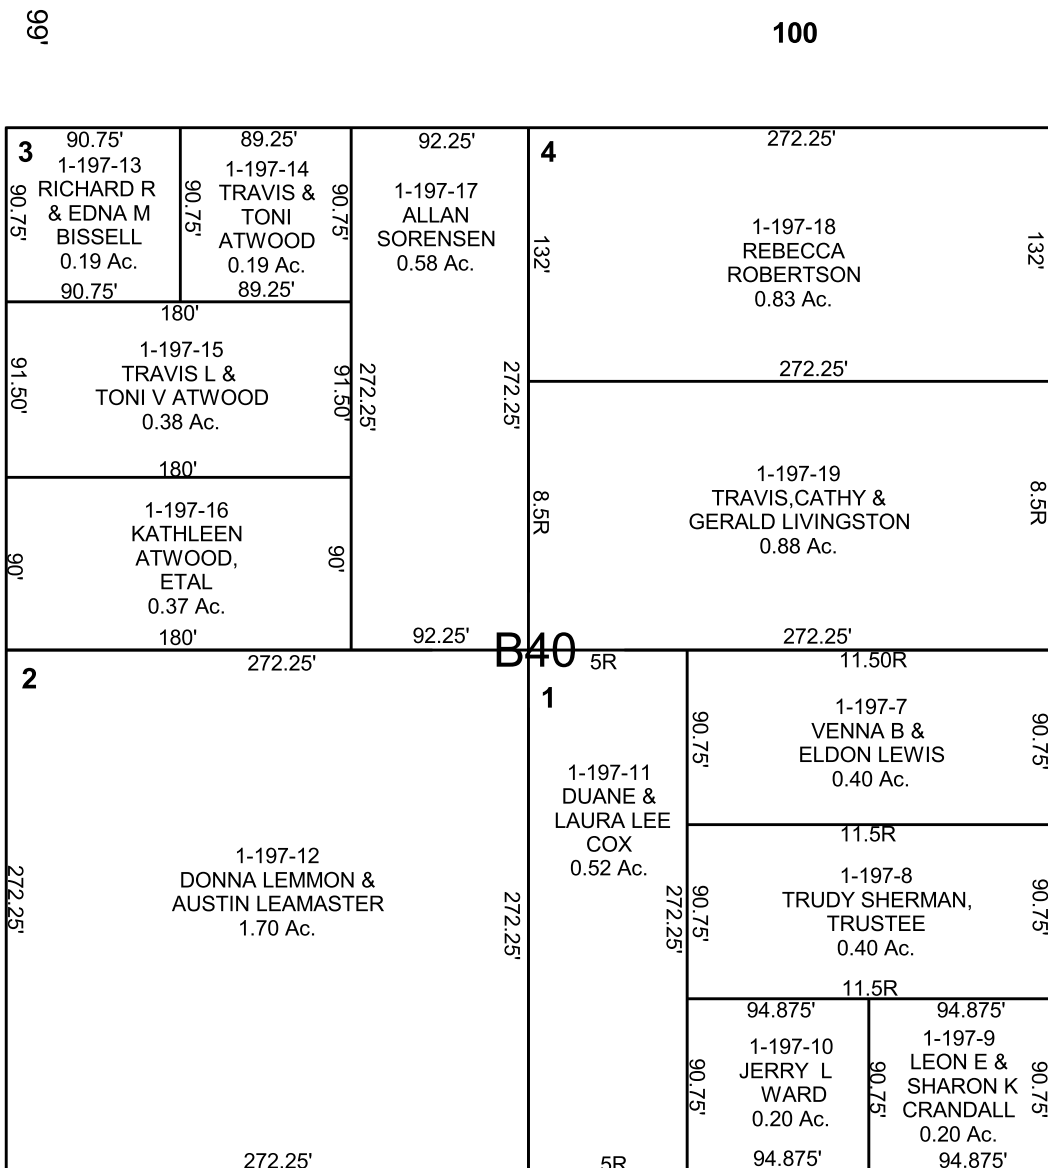 99'
100
3
90.75'
1-197-13
RICHARD R
& EDNA M
BISSELL
0.19 Ac.
90.75'
90.75'
89.25'
1-197-14
TRAVIS &
TONI
ATWOOD
0.19 Ac.
89.25'
90.75'
90.75'
92.25'
1-197-17
ALLAN
SORENSEN
0.58 Ac.
272.25'
272.25'
92.25'
180'
1-197-15
TRAVIS L &
TONI V ATWOOD
0.38 Ac.
91.50'
91.50'
180'
1-197-16
KATHLEEN
ATWOOD,
ETAL
0.37 Ac.
90'
90'
180'
4
272.25'
132'
1-197-18
REBECCA
ROBERTSON
0.83 Ac.
132'
272.25'
8.5R
1-197-19
TRAVIS,CATHY &
GERALD LIVINGSTON
0.88 Ac.
8.5R
272.25'
B40
2
272.25'
272.25'
1-197-12
DONNA LEMMON &
AUSTIN LEAMASTER
1.70 Ac.
272.25'
272.25'
1
5R
1-197-11
DUANE &
LAURA LEE
COX
0.52 Ac.
272.25'
5R
11.50R
90.75'
1-197-7
VENNA B &
ELDON LEWIS
0.40 Ac.
90.75'
11.5R
90.75'
1-197-8
TRUDY SHERMAN,
TRUSTEE
0.40 Ac.
90.75'
11.5R
94.875'
90.75'
1-197-10
JERRY L
WARD
0.20 Ac.
94.875'
94.875'
90.75'
1-197-9
LEON E &
SHARON K
CRANDALL
0.20 Ac.
90.75'
94.875'